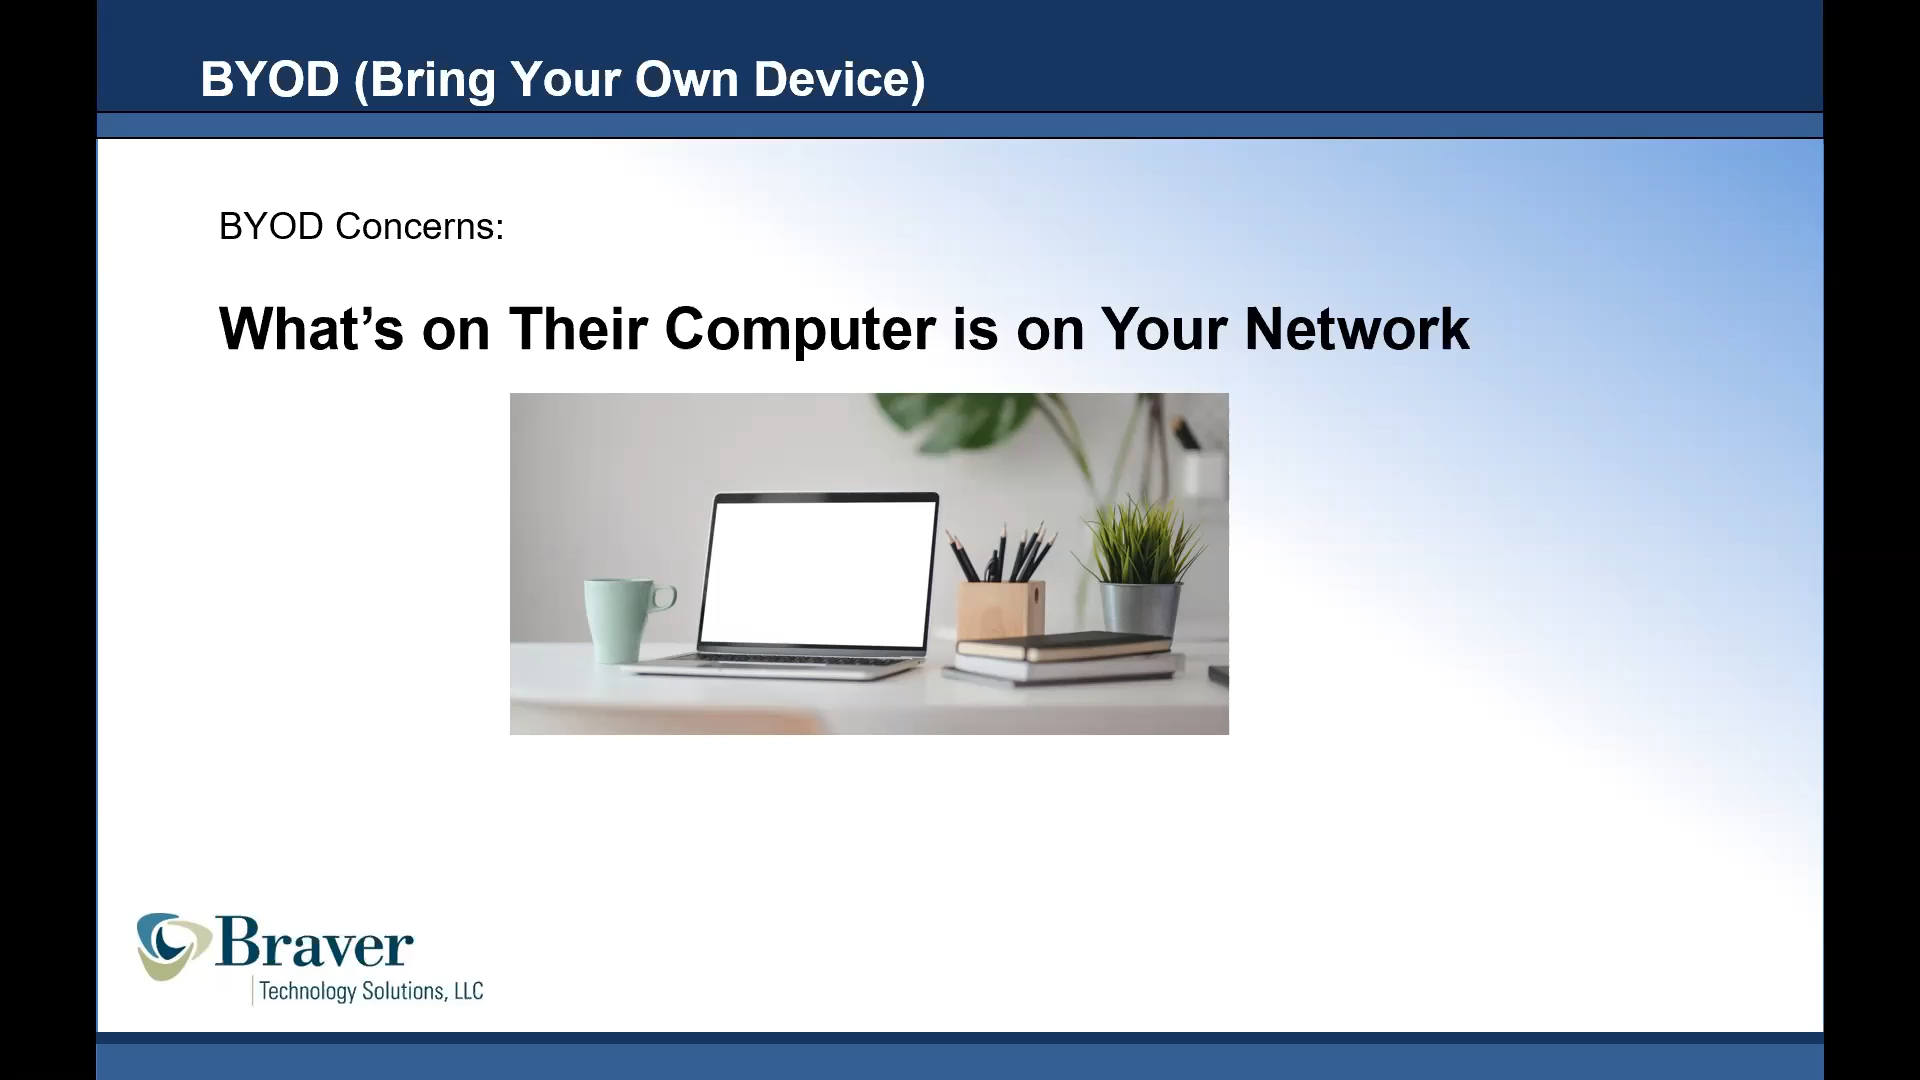 BYOD (Bring Your Own Device)
BYOD Concerns:
What’s on Their Computer is on Your Network
Braver
Technology Solutions, LLC